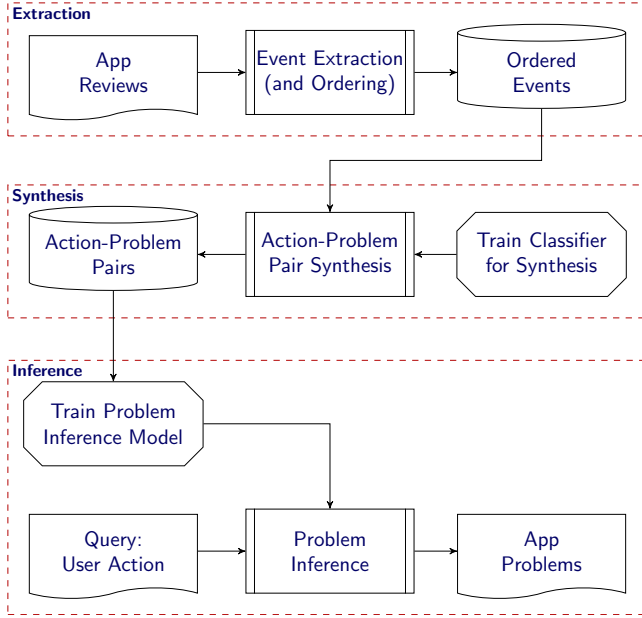 Extraction
App
Reviews
Event Extraction
(and Ordering)
Ordered
Events
Synthesis
Action-Problem
Pairs
Action-Problem
Pair Synthesis
Train Classifier
for Synthesis
Inference
Train Problem
Inference Model
Query:
User Action
Problem
Inference
App
Problems